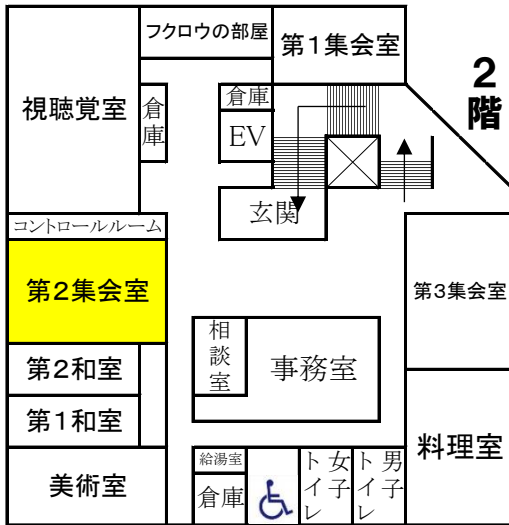 フクロウの部屋
第1集会室
2階
視聴覚室
倉庫
倉庫
EV
玄関
コントロールルーム
第2集会室
第3集会室
相談室
事務室
第2和室
第1和室
料理室
美術室
給湯室
倉庫
女子トイレ
男子トイレ